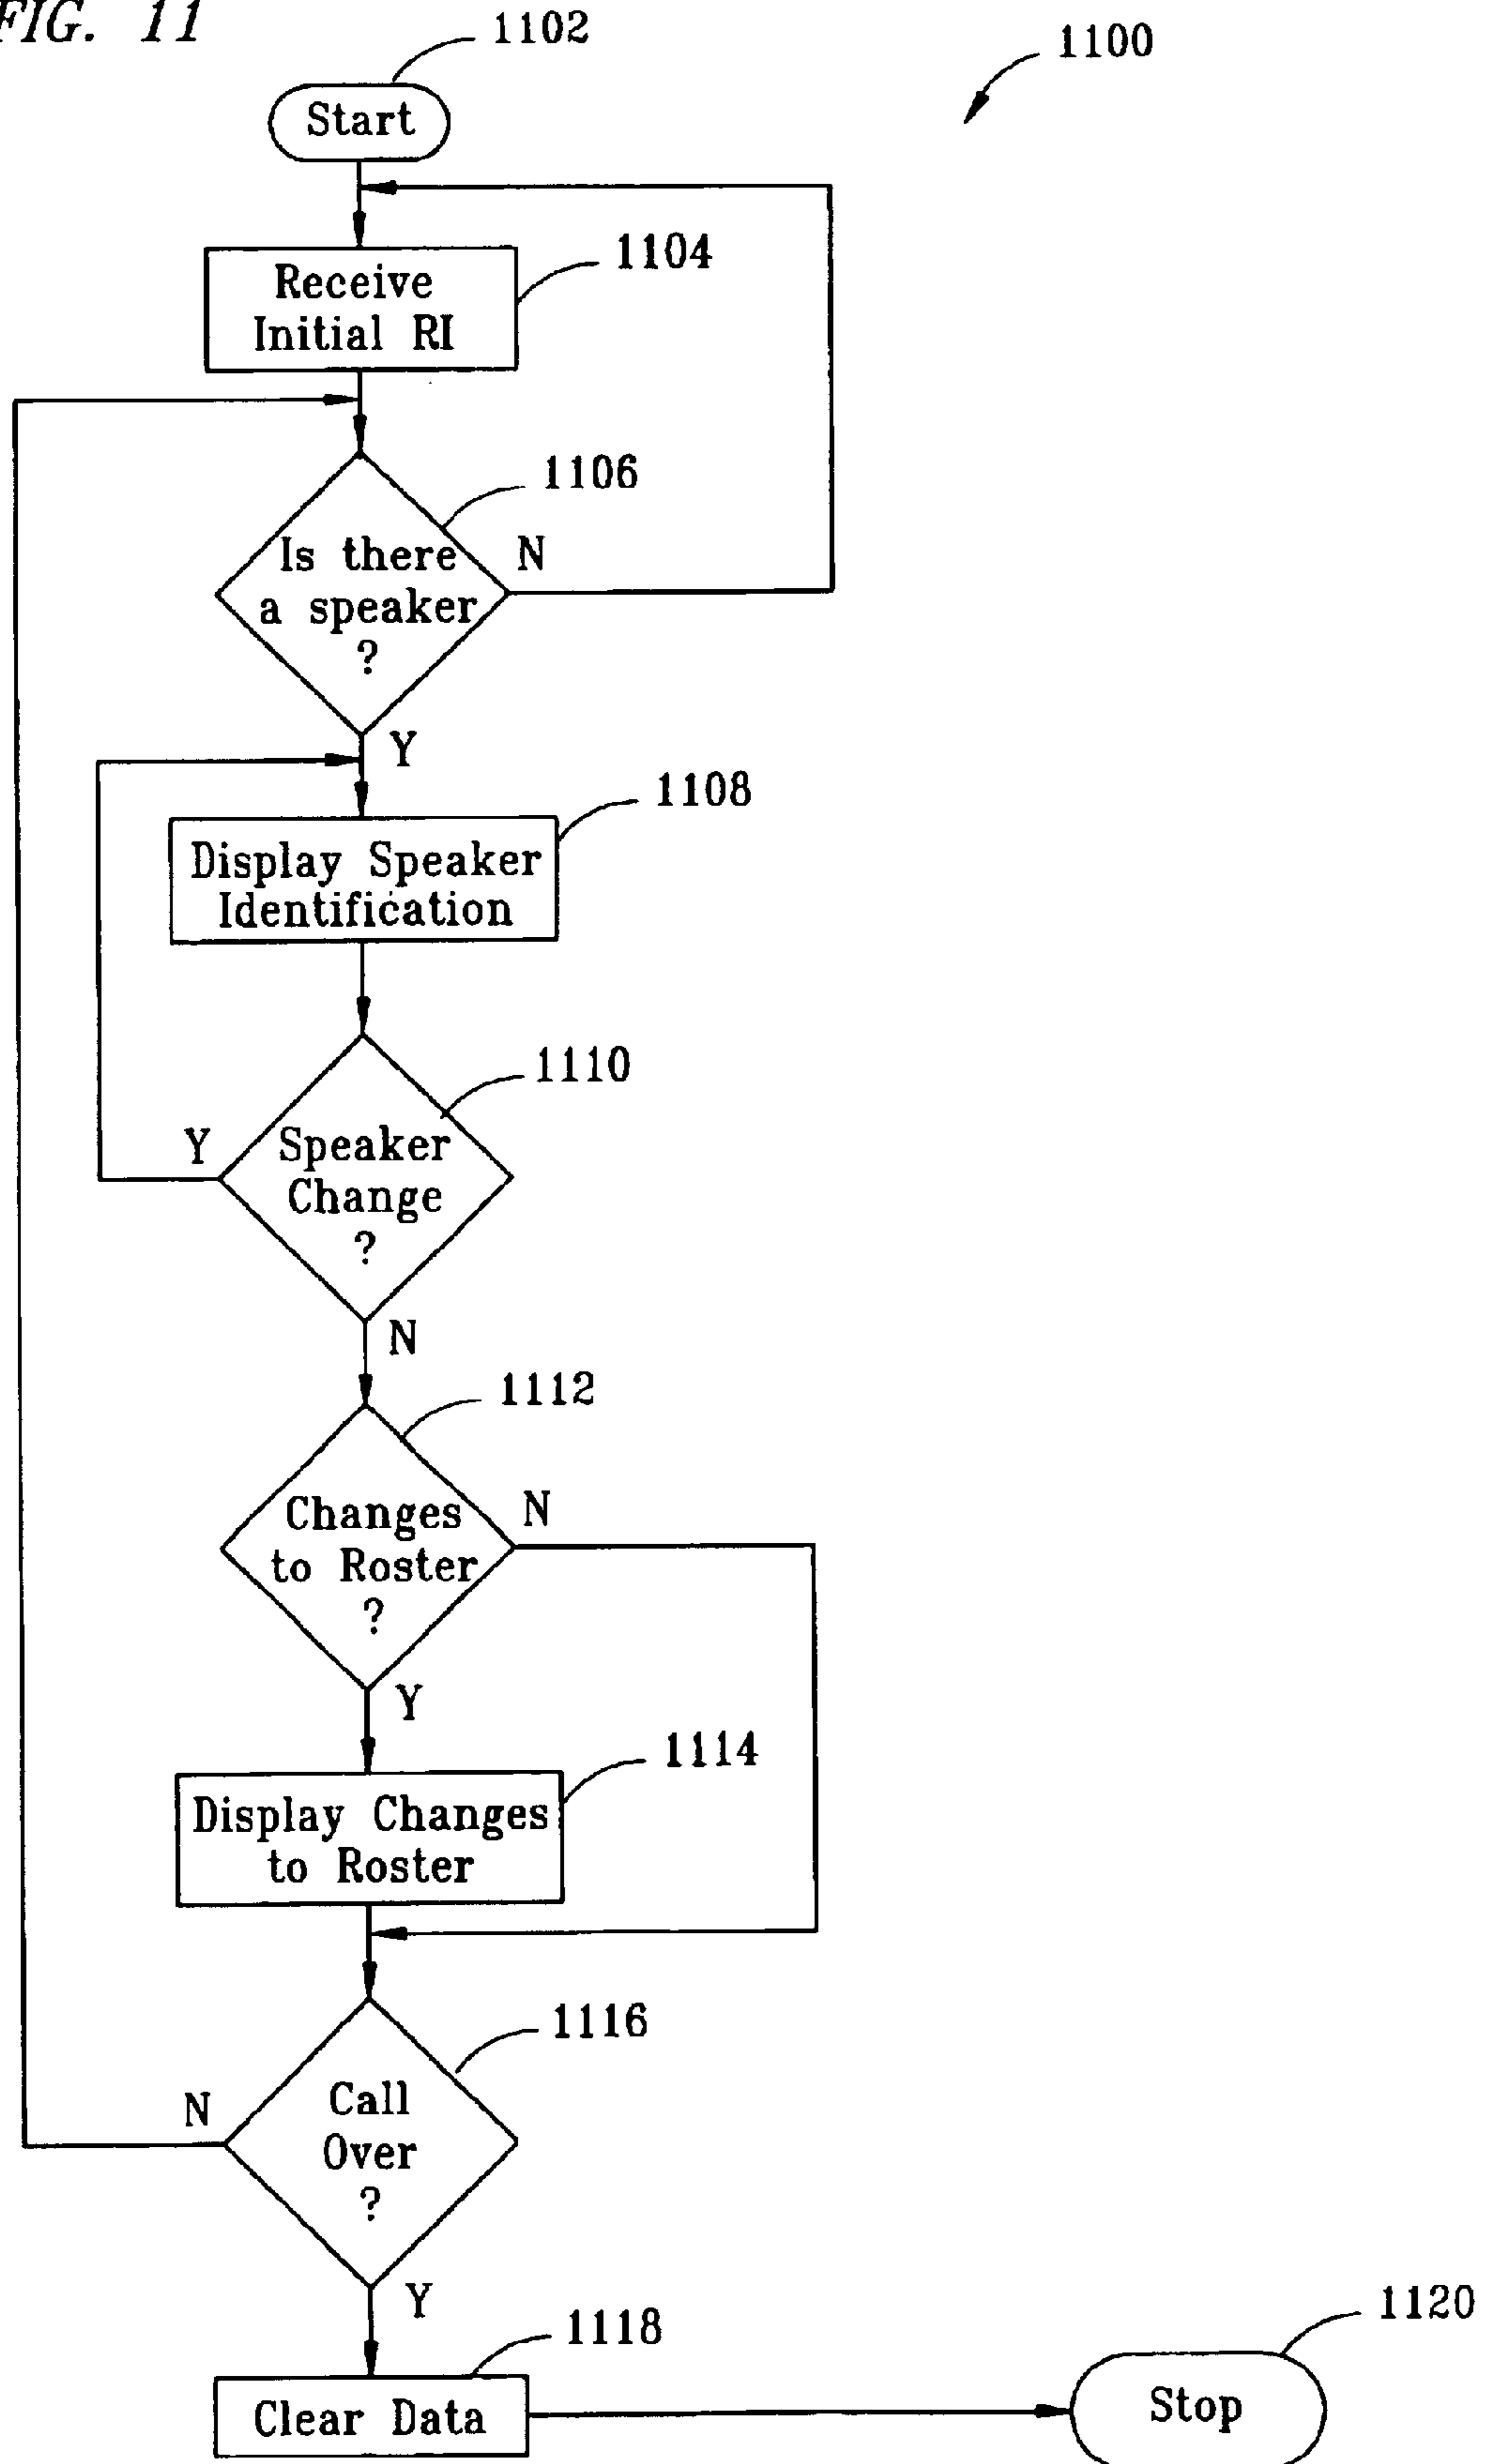 FIG. 11
1102
1100
Start
1104
Receive
Initial RI
1106
Is there
a speaker
?
N
Y
1108
Display Speaker
Identification
1110
Speaker
Change
?
Y
N
1112
Changes
to Roster
?
N
Y
1114
Display Changes
to Roster
1116
Call
Over
?
N
Y
1118
Clear Data
1120
Stop